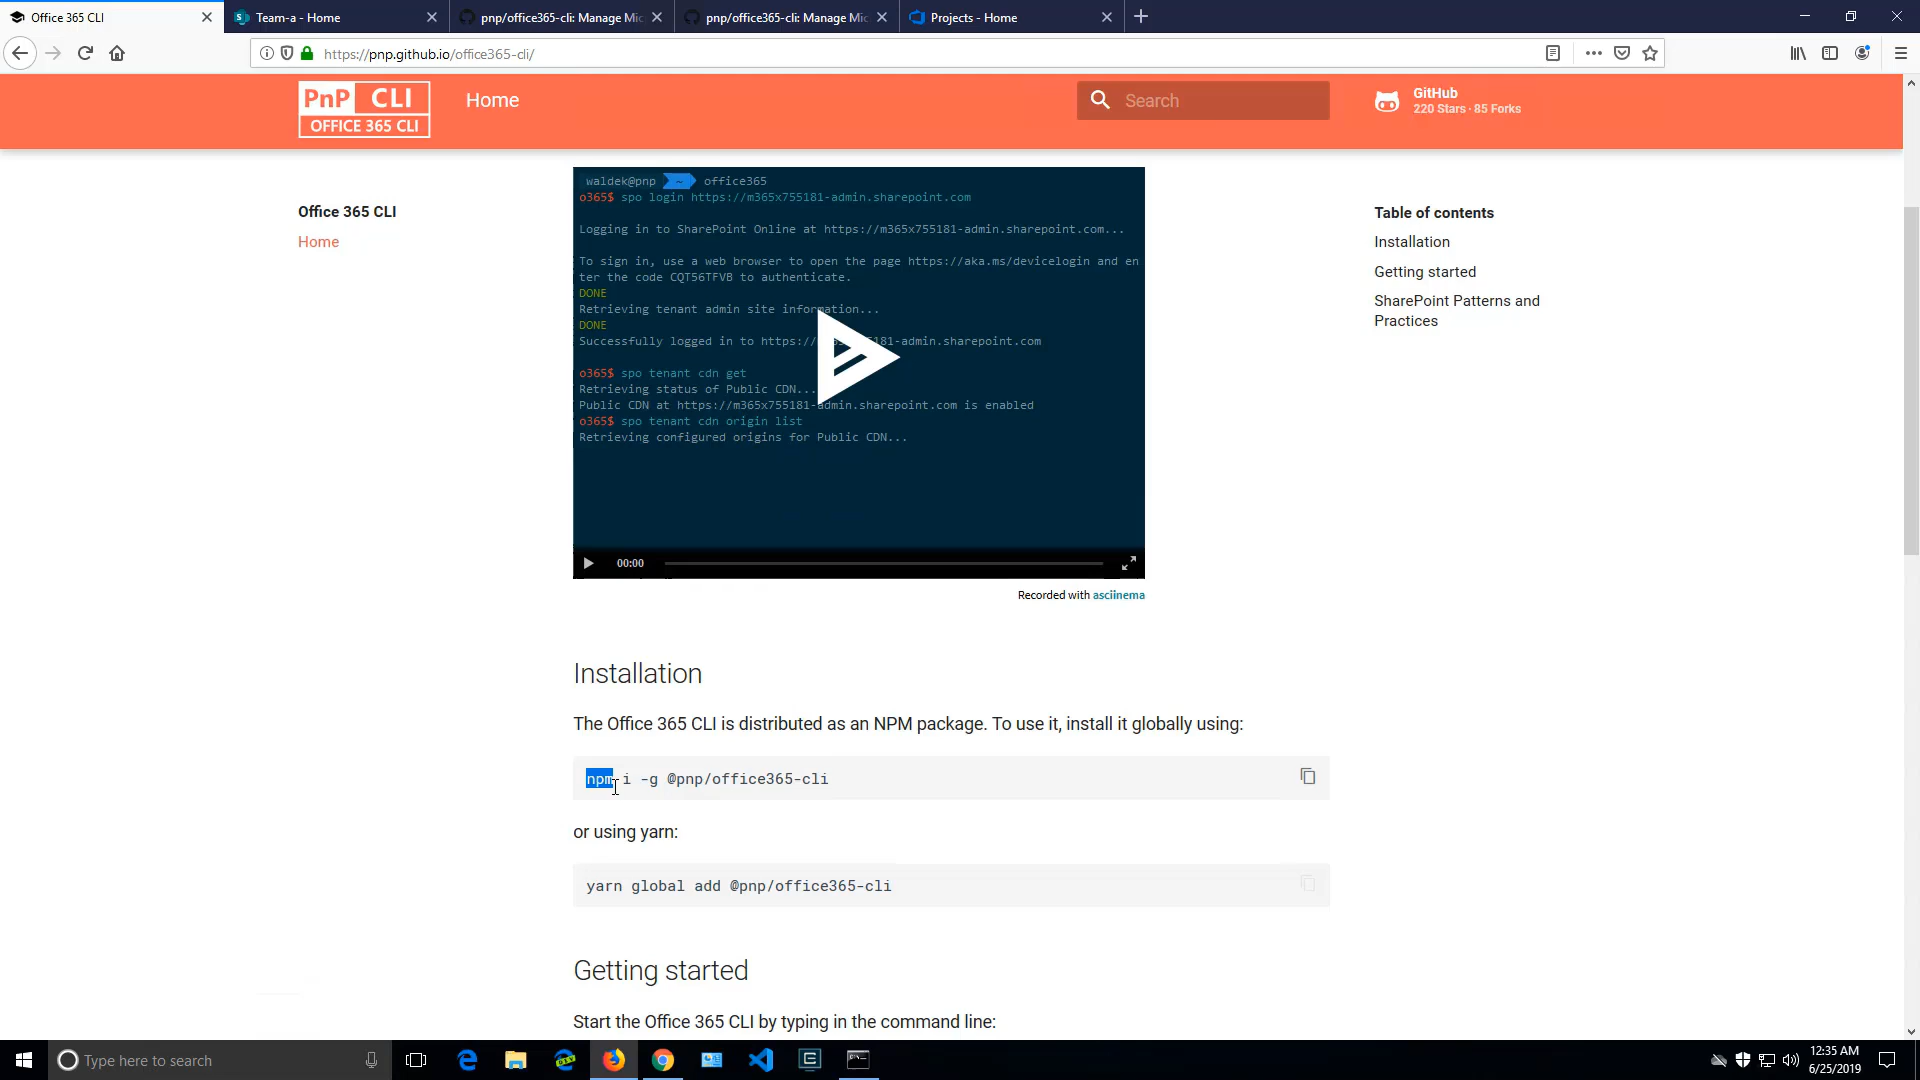 Office 365 CLI
Team-a - Home
pnp/office365-cli: Manage Mic
pnp/office365-cli: Manage Mic
Projects - Home
https://pnp.github.io/office365-cli/
PnP CLI
OFFICE 365 CLI
Home
Search
GitHub
220 Stars · 85 Forks
Office 365 CLI
Home
waldek@pnp ~ office365
o365$ spo login https://m365x755181-admin.sharepoint.com
Logging in to SharePoint Online at https://m365x755181-admin.sharepoint.com...
To sign in, use a web browser to open the page https://aka.ms/devicelogin and en
ter the code CQT56TFVB to authenticate.
DONE
Retrieving tenant admin site information...
DONE
Successfully logged in to https:// 81-admin.sharepoint.com
o365$ spo tenant cdn get
Retrieving status of Public CDN...
Public CDN at https://m365x755181-admin.sharepoint.com is enabled
o365$ spo tenant cdn origin list
Retrieving configured origins for Public CDN...
00:00
Recorded with asciinema
Table of contents
Installation
Getting started
SharePoint Patterns and
Practices
Installation
The Office 365 CLI is distributed as an NPM package. To use it, install it globally using:
npm i -g @pnp/office365-cli
or using yarn:
yarn global add @pnp/office365-cli
Getting started
Start the Office 365 CLI by typing in the command line:
Type here to search
12:35 AM
6/25/2019